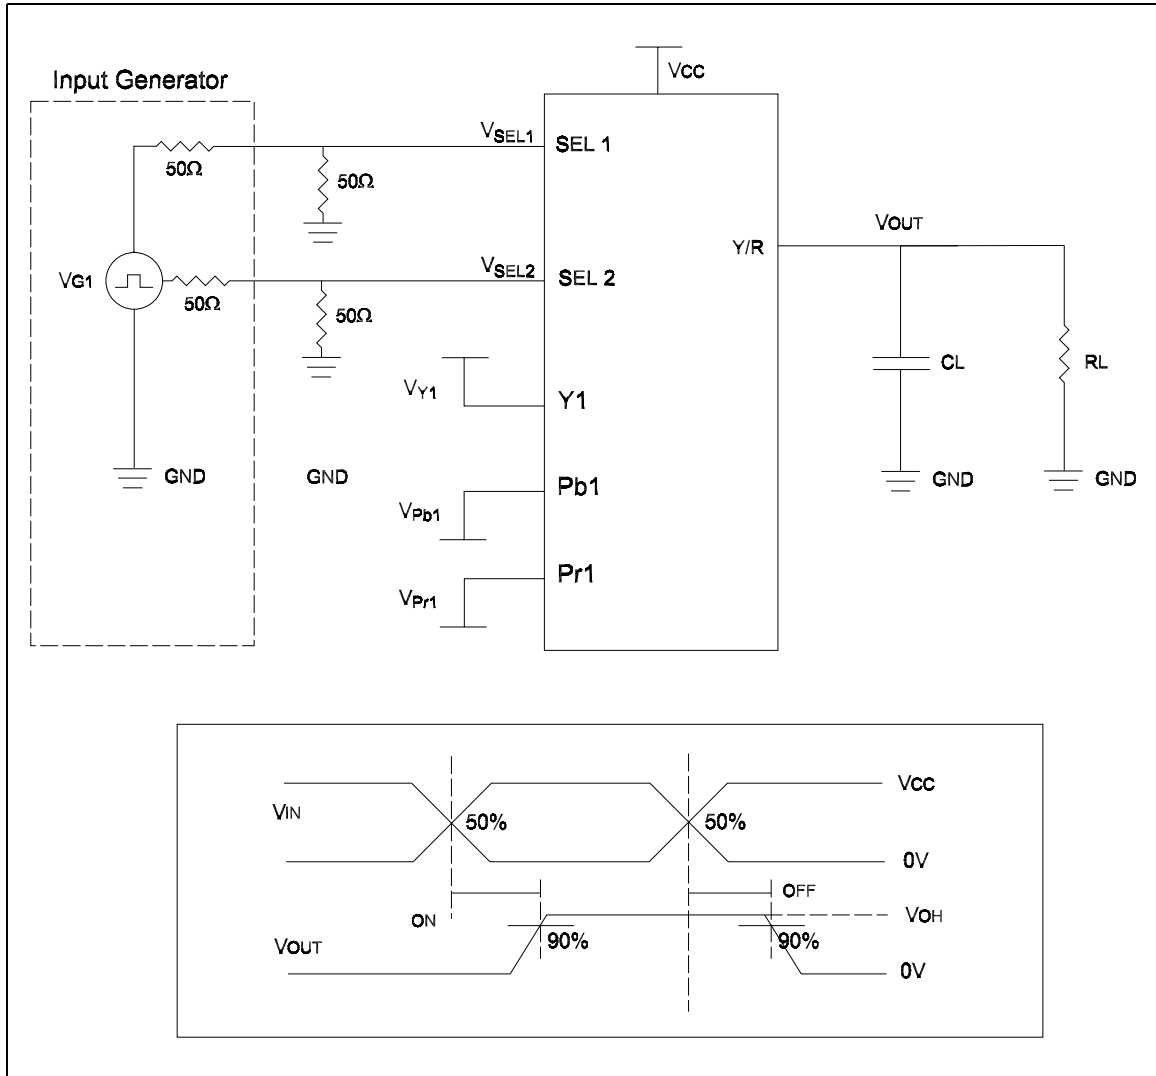 VCC
Input Generator
VSEL1
SEL 1
50Ω
50Ω
VOUT
Y/R
VSEL2
SEL 2
VG1
50Ω
50Ω
CL
RL
VY1
Y1
GND
GND
Pb1
GND
GND
VPb1
Pr1
VPr1
VCC
VIN
50%
50%
0V
OFF
ON
VOH
VOUT
90%
90%
0V